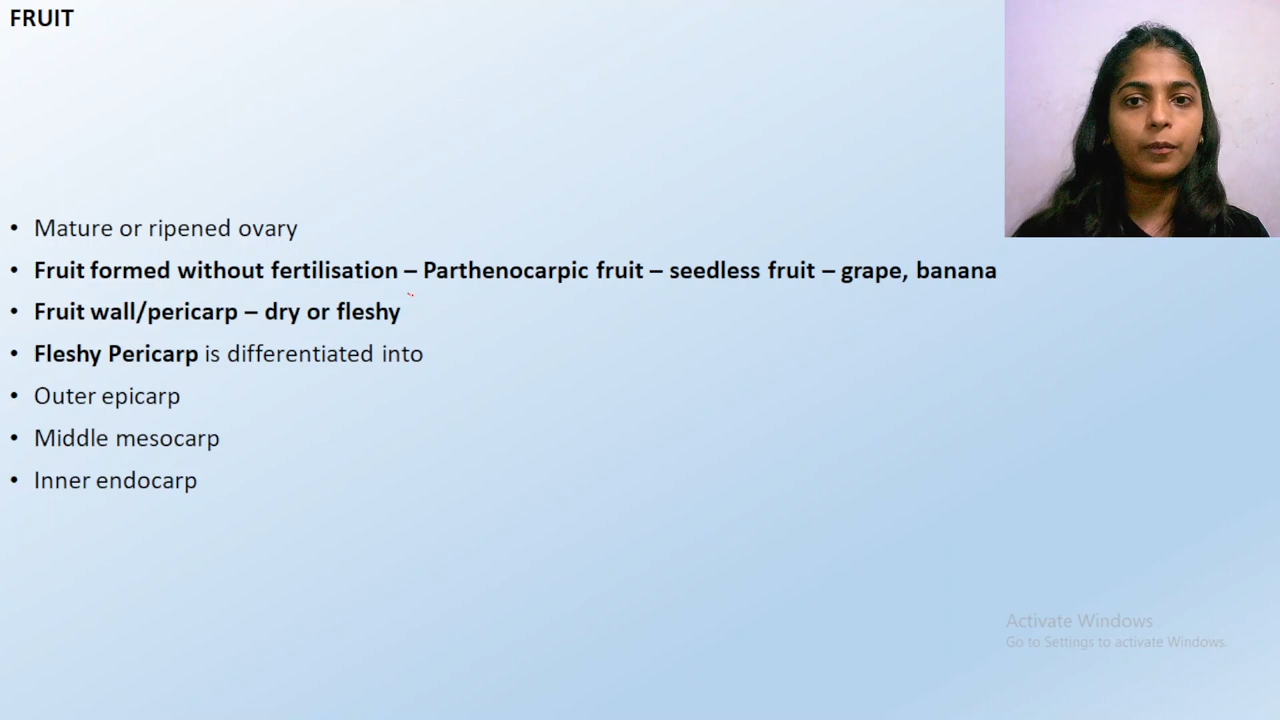 FRUIT
• Mature or ripened ovary
• Fruit formed without fertilisation – Parthenocarpic fruit – seedless fruit – grape, banana
• Fruit wall/pericarp – dry or fleshy
• Fleshy Pericarp is differentiated into
• Outer epicarp
• Middle mesocarp
• Inner endocarp
Activate Windows
Go to Settings to activate Windows.